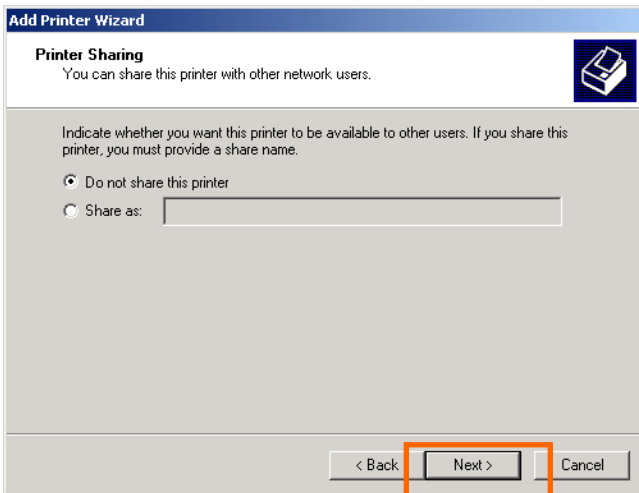 Add Printer Wizard
Printer Sharing
You can share this printer with other network users.
Indicate whether you want this printer to be available to other users. If you share this
printer, you must provide a share name.
Do not share this printer
Share as:
< Back Next > Cancel